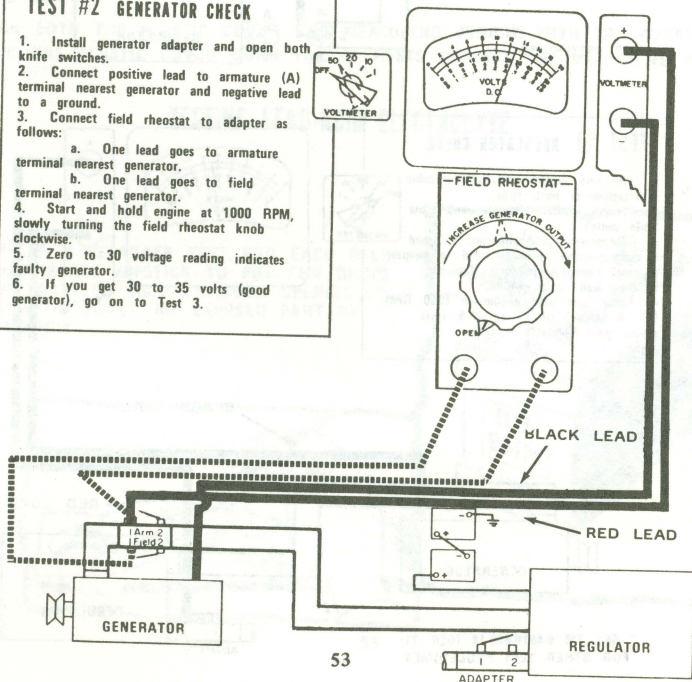 TEST #2 GENERATOR CHECK
1. Install generator adapter and open both
knife switches.
2. Connect positive lead to armature (A)
terminal nearest generator and negative lead
to a ground.
3. Connect field rheostat to adapter as
follows:
a. One lead goes to armature
terminal nearest generator.
b. One lead goes to field
terminal nearest generator.
4. Start and hold engine at 1000 RPM,
slowly turning the field rheostat knob
clockwise.
5. Zero to 30 voltage reading indicates
faulty generator.
6. If you get 30 to 35 volts (good
generator), go on to Test 3.
OFF 50 20 10
VOLTMETER
VOLTS
D.C.
+
VOLTMETER
-
FIELD RHEOSTAT
INCREASE GENERATOR OUTPUT
OPEN
BLACK LEAD
RED LEAD
- +
- +
1 Arm 2
1 Field 2
GENERATOR
REGULATOR
1 2
ADAPTER
53